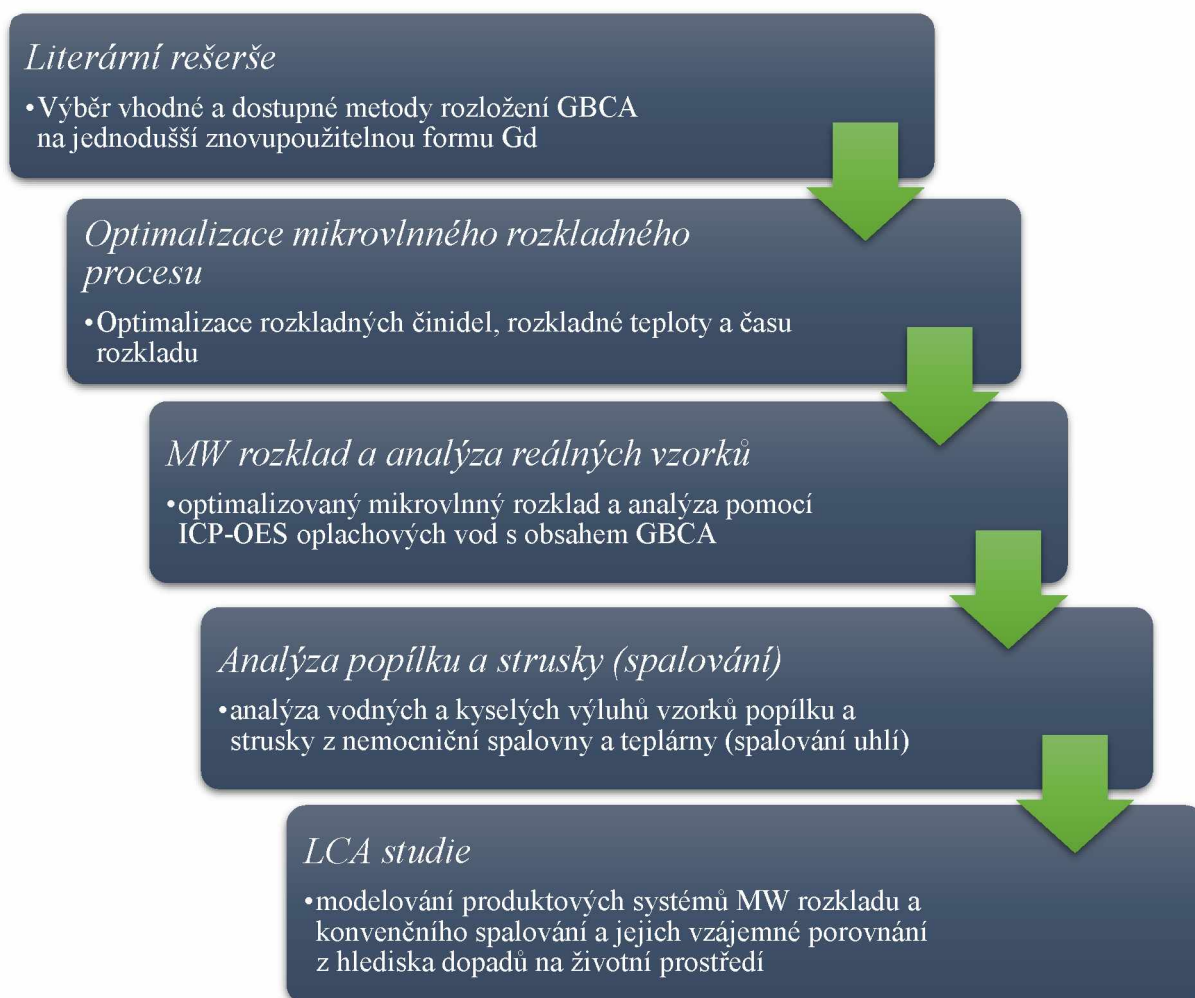 Literární rešerše
•Výběr vhodné a dostupné metody rozložení GBCA
na jednodušší znovupoužitelnou formu Gd
Optimalizace mikrovlnného rozkladného
procesu
•Optimalizace rozkladných činidel, rozkladné teploty a času
rozkladu
MW rozklad a analýza reálných vzorků
•optimalizovaný mikrovlnný rozklad a analýza pomocí
ICP-OES oplachových vod s obsahem GBCA
Analýza popílku a strusky (spalování)
•analýza vodných a kyselých výluhů vzorků popílku a
strusky z nemocniční spalovny a teplárny (spalování uhlí)
LCA studie
•modelování produktových systémů MW rozkladu a
konvenčního spalování a jejich vzájemné porovnání
z hlediska dopadů na životní prostředí